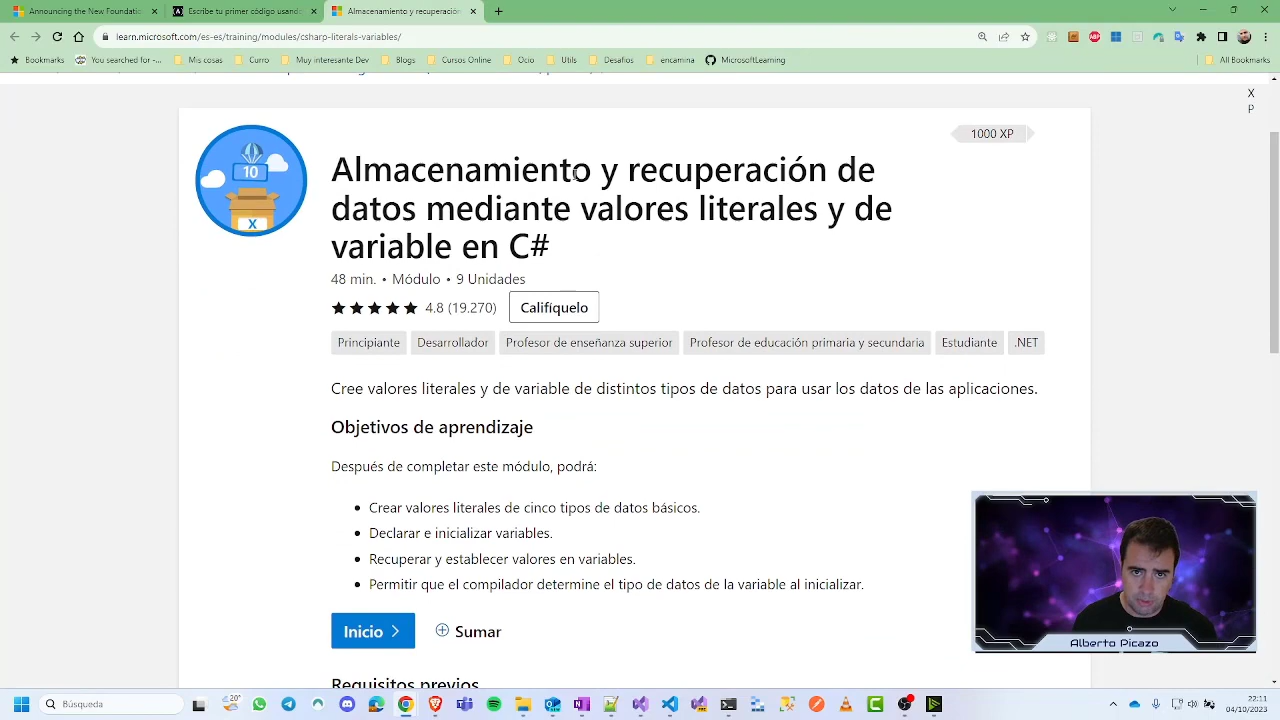 Announcing the New Foundatio
Escribe tu primer código usando
Almacenamiento y recuperación
learn.microsoft.com/es-es/training/modules/csharp-literals-variables/
Bookmarks
You searched for -...
Mis cosas
Curro
Muy interesante Dev
Blogs
Cursos Online
Ocio
Utils
Desafios
encamina
MicrosoftLearning
All Bookmarks
X
p
1000 XP
10
X
Almacenamiento y recuperación de
datos mediante valores literales y de
variable en C#
48 min. • Módulo • 9 Unidades
4.8 (19.270)
Califíquelo
Principiante
Desarrollador
Profesor de enseñanza superior
Profesor de educación primaria y secundaria
Estudiante
.NET
Cree valores literales y de variable de distintos tipos de datos para usar los datos de las aplicaciones.
Objetivos de aprendizaje
Después de completar este módulo, podrá:
• Crear valores literales de cinco tipos de datos básicos.
• Declarar e inicializar variables.
• Recuperar y establecer valores en variables.
• Permitir que el compilador determine el tipo de datos de la variable al inicializar.
Inicio
Sumar
Requisitos previos
Alberto Picazo
Búsqueda
20°
22:11
04/10/2023